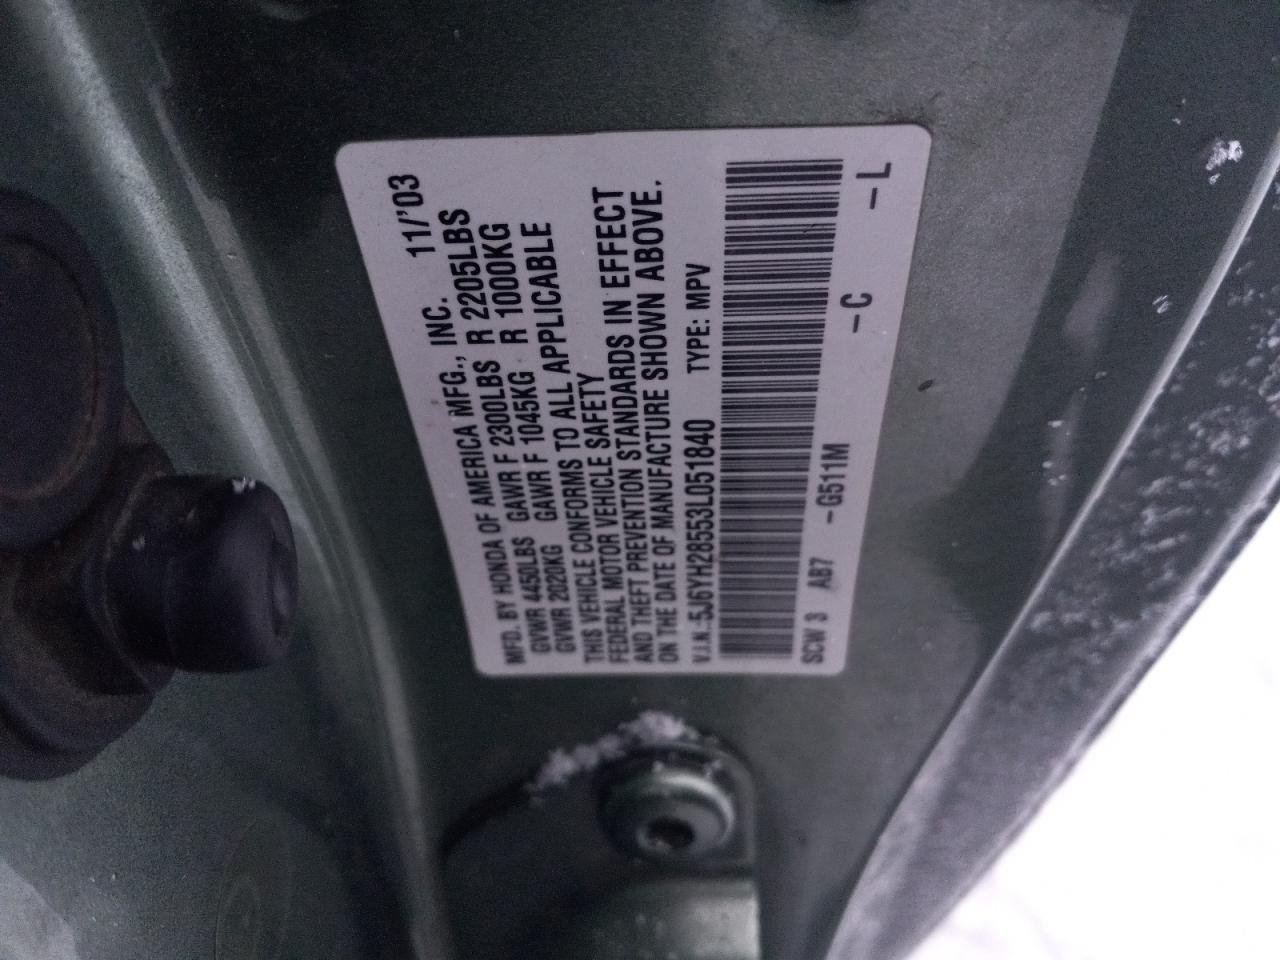 MFD. BY HONDA OF AMERICA MFG., INC. 11/'03
GVWR 4450LBS GAWR F 2300LBS R 2205LBS
GVWR 2020KG GAWR F 1045KG R 1000KG
THIS VEHICLE CONFORMS TO ALL APPLICABLE
FEDERAL MOTOR VEHICLE SAFETY
AND THEFT PREVENTION STANDARDS IN EFFECT
ON THE DATE OF MANUFACTURE SHOWN ABOVE.
V.I.N.:5J6YH28553L051840 TYPE: MPV
SCW 3 AB7 -G511M -C -L